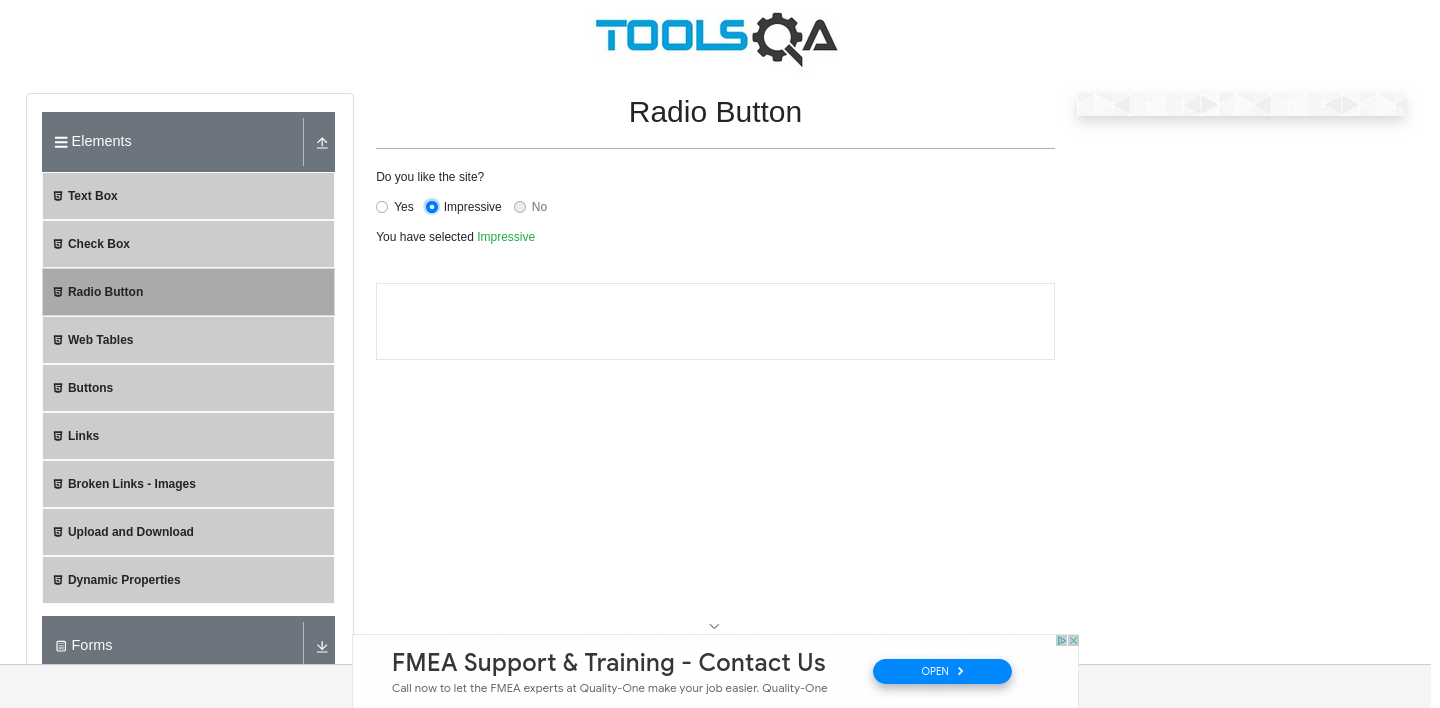 TOOLSQA
Elements
Text Box
Check Box
Radio Button
Web Tables
Buttons
Links
Broken Links - Images
Upload and Download
Dynamic Properties
Forms
Radio Button
Do you like the site?
Yes Impressive No
You have selected Impressive
FMEA Support & Training - Contact Us
Call now to let the FMEA experts at Quality-One make your job easier. Quality-One
OPEN